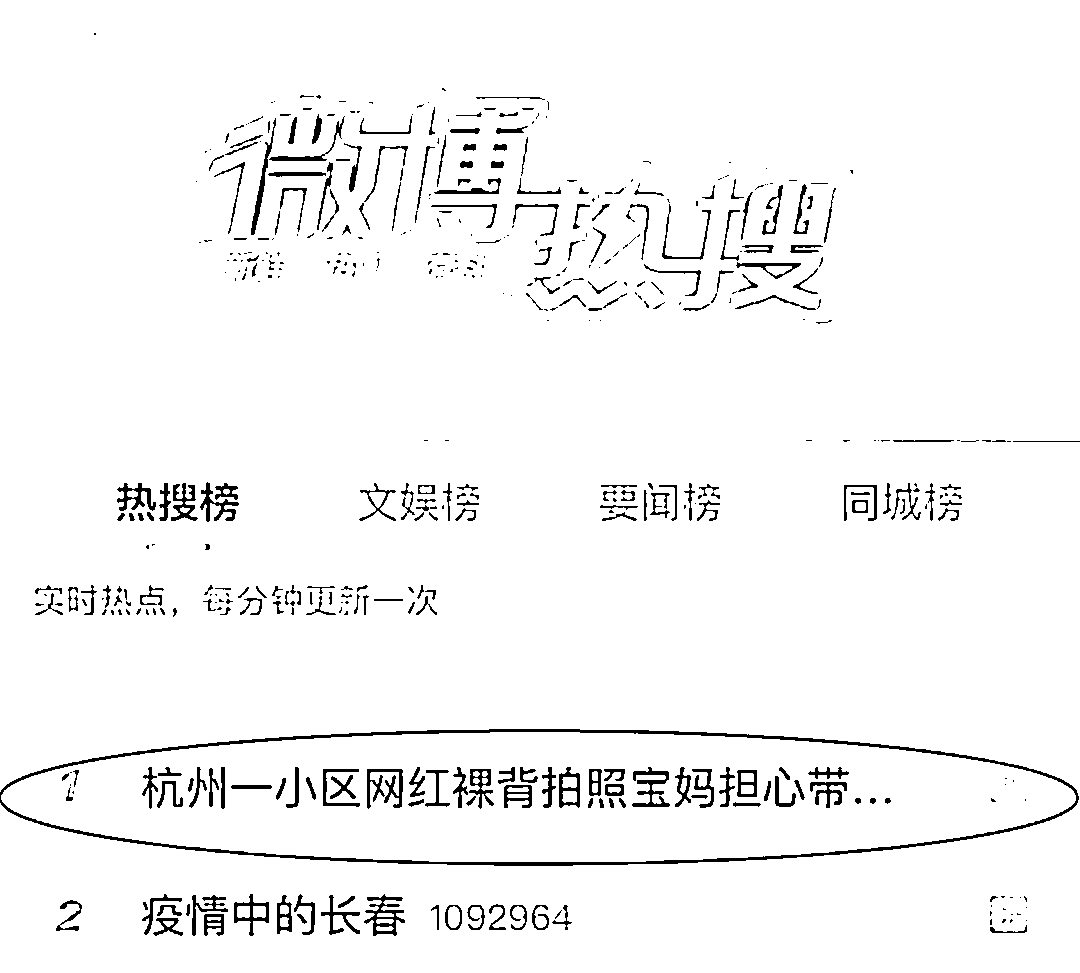 微博热搜
热搜榜 文娱榜 要闻榜 同城榜
实时热点，每分钟更新一次
1 杭州一小区网红裸背拍照宝妈担心带...
2 疫情中的长春 1092964